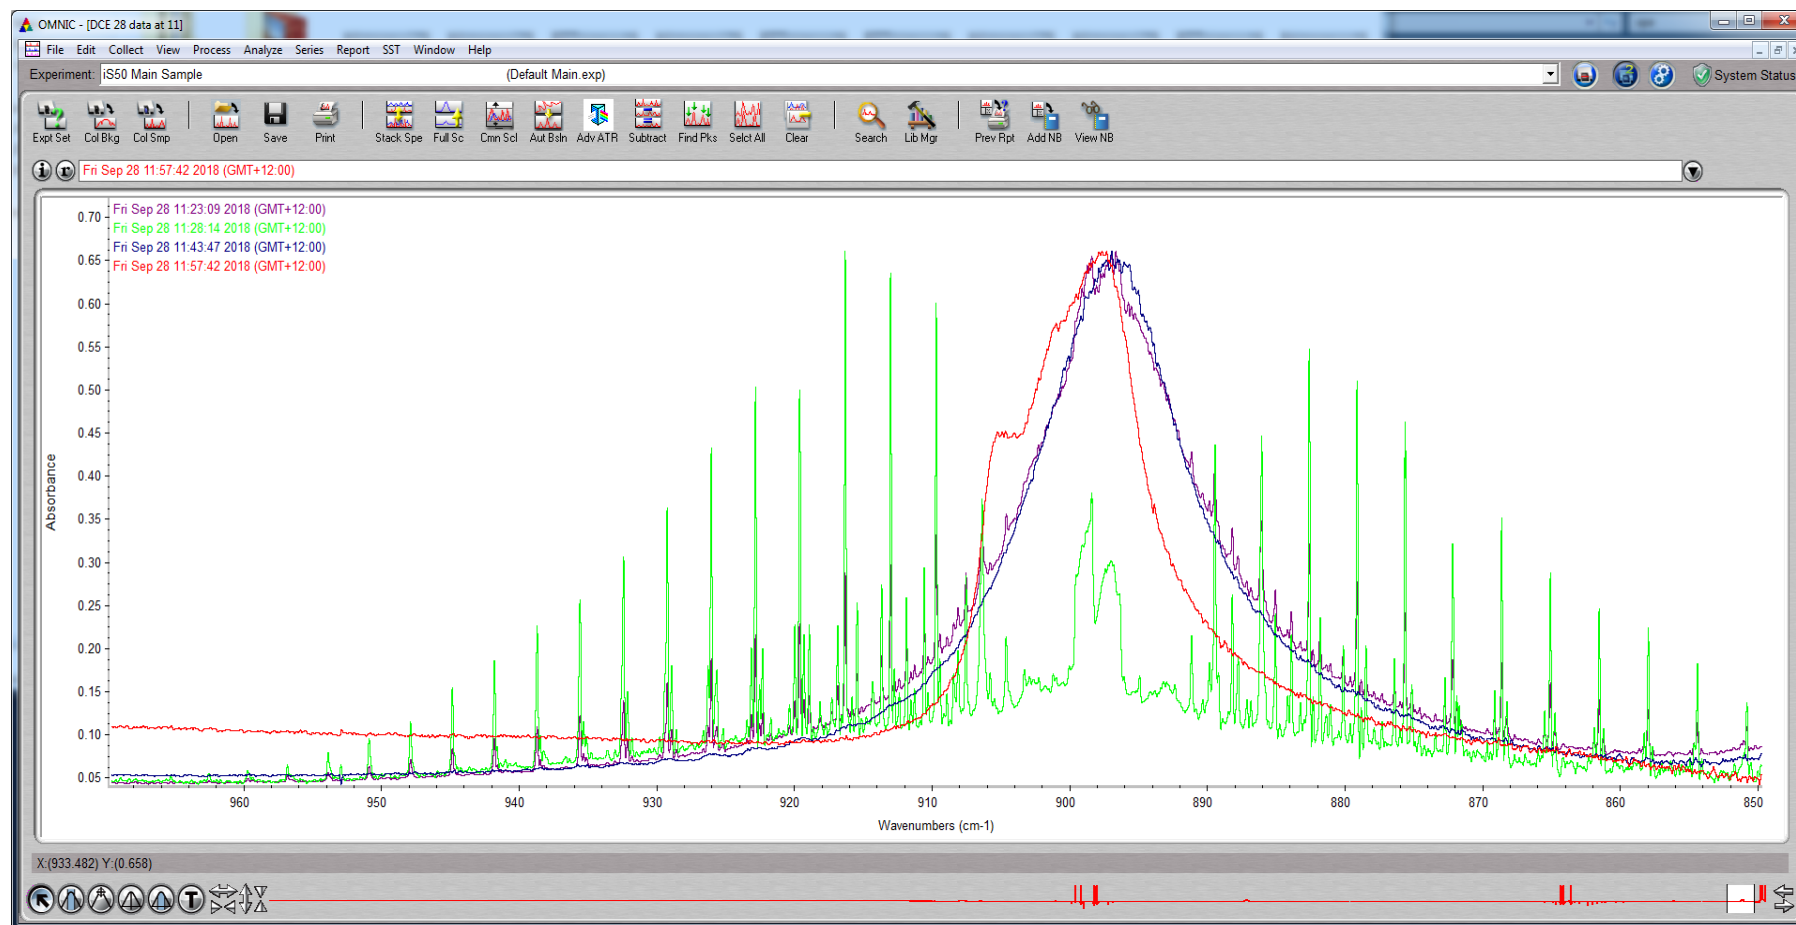 OMNIC - [DCE 28 data at 11]
File Edit Collect View Process Analyze Series Report SST Window Help
Experiment: iS50 Main Sample (Default Main.exp)
System Status
Expt Set Col Bkg Col Smp Open Save Print Stack Spe Full Sc Cmn Scl Aut Bsln Adv ATR Subtract Find Pks Selct All Clear Search Lib Mgr Prev Rpt Add NB View NB
Fri Sep 28 11:57:42 2018 (GMT+12:00)
Fri Sep 28 11:23:09 2018 (GMT+12:00)
Fri Sep 28 11:28:14 2018 (GMT+12:00)
Fri Sep 28 11:43:47 2018 (GMT+12:00)
Fri Sep 28 11:57:42 2018 (GMT+12:00)
0.70
0.65
0.60
0.55
0.50
0.45
0.40
0.35
0.30
0.25
0.20
0.15
0.10
0.05
Absorbance
960 950 940 930 920 910 900 890 880 870 860 850
Wavenumbers (cm-1)
X:(933.482) Y:(0.658)
T